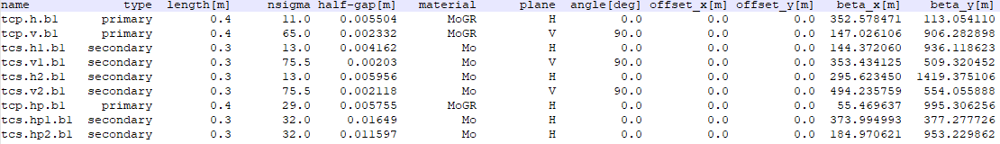 name type length[m] nsigma half-gap[m] material plane angle[deg] offset_x[m] offset_y[m] beta_x[m] beta_y[m]
tcp.h.b1 primary 0.4 11.0 0.005504 MoGR H 0.0 0.0 0.0 352.578471 113.054110
tcp.v.b1 primary 0.4 65.0 0.002332 MoGR V 90.0 0.0 0.0 147.026106 906.282898
tcs.h1.b1 secondary 0.3 13.0 0.004162 Mo H 0.0 0.0 0.0 144.372060 936.118623
tcs.v1.b1 secondary 0.3 75.5 0.00203 Mo V 90.0 0.0 0.0 353.434125 509.320452
tcs.h2.b1 secondary 0.3 13.0 0.005956 Mo H 0.0 0.0 0.0 295.623450 1419.375106
tcs.v2.b1 secondary 0.3 75.5 0.002118 Mo V 90.0 0.0 0.0 494.235759 554.055888
tcp.hp.b1 primary 0.4 29.0 0.005755 MoGR H 0.0 0.0 0.0 55.469637 995.306256
tcs.hp1.b1 secondary 0.3 32.0 0.01649 Mo H 0.0 0.0 0.0 373.994993 377.277726
tcs.hp2.b1 secondary 0.3 32.0 0.011597 Mo H 0.0 0.0 0.0 184.970621 953.229862